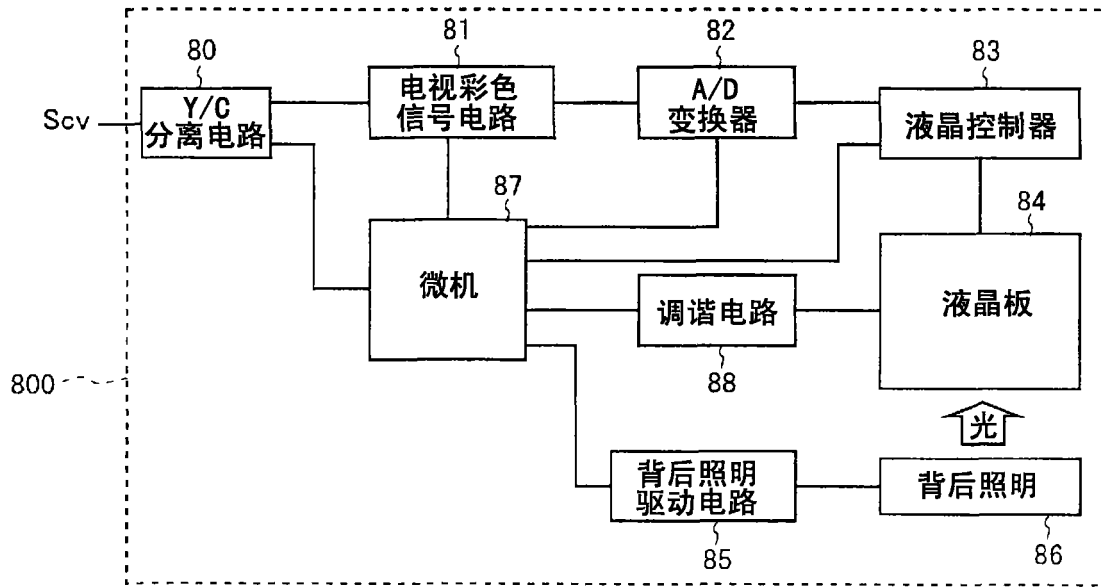 80
81
82
83
Scv
Y/C
分离电路
电视彩色
信号电路
A/D
变换器
液晶控制器
87
84
微机
调谐电路
液晶板
88
800
光
背后照明
驱动电路
背后照明
85
86